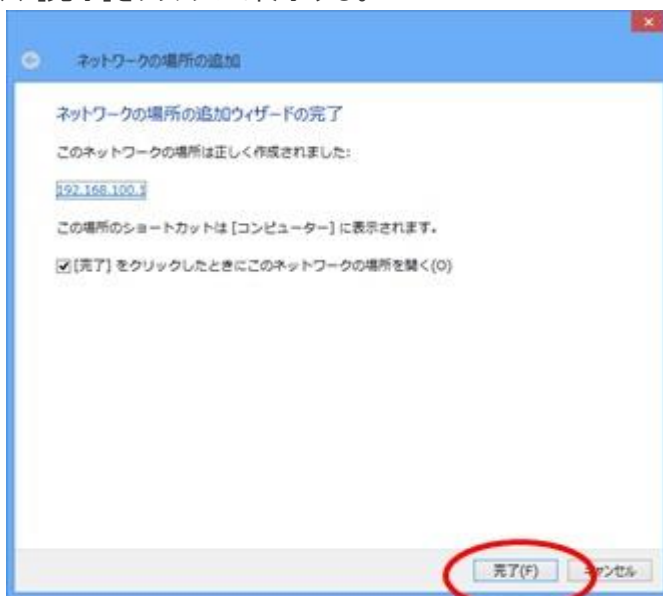 ネットワークの場所の追加
ネットワークの場所の追加ウィザードの完了
このネットワークの場所は正しく作成されました:
192.168.100.1
この場所のショートカットは [コンピューター] に表示されます。
[完了] をクリックしたときにこのネットワークの場所を開く(O)
完了(F)
キャンセル